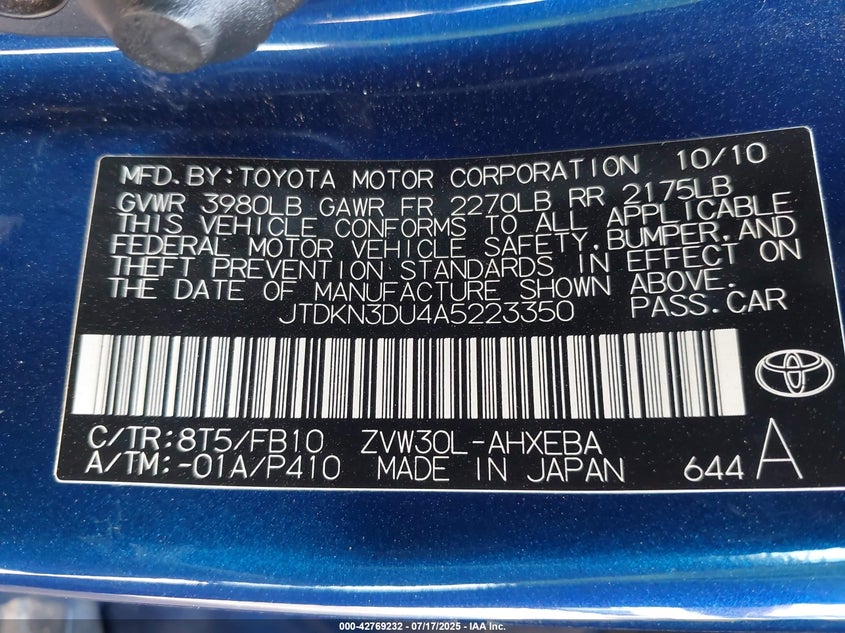 MFD.BY:TOYOTA MOTOR CORPORATION 10/10
GVWR 3980LB GAWR FR 2270LB RR 2175LB
THIS VEHICLE CONFORMS TO ALL APPLICABLE
FEDERAL MOTOR VEHICLE SAFETY,BUMPER,AND
THEFT PREVENTION STANDARDS IN EFFECT ON
THE DATE OF MANUFACTURE SHOWN ABOVE.
JTDKN3DU4A5223350 PASS.CAR
C/TR:8T5/FB10 ZVW30L-AHXEBA
A/TM:-01A/P410 MADE IN JAPAN 644 A
000-42769232 - 07/17/2025 - IAA Inc.